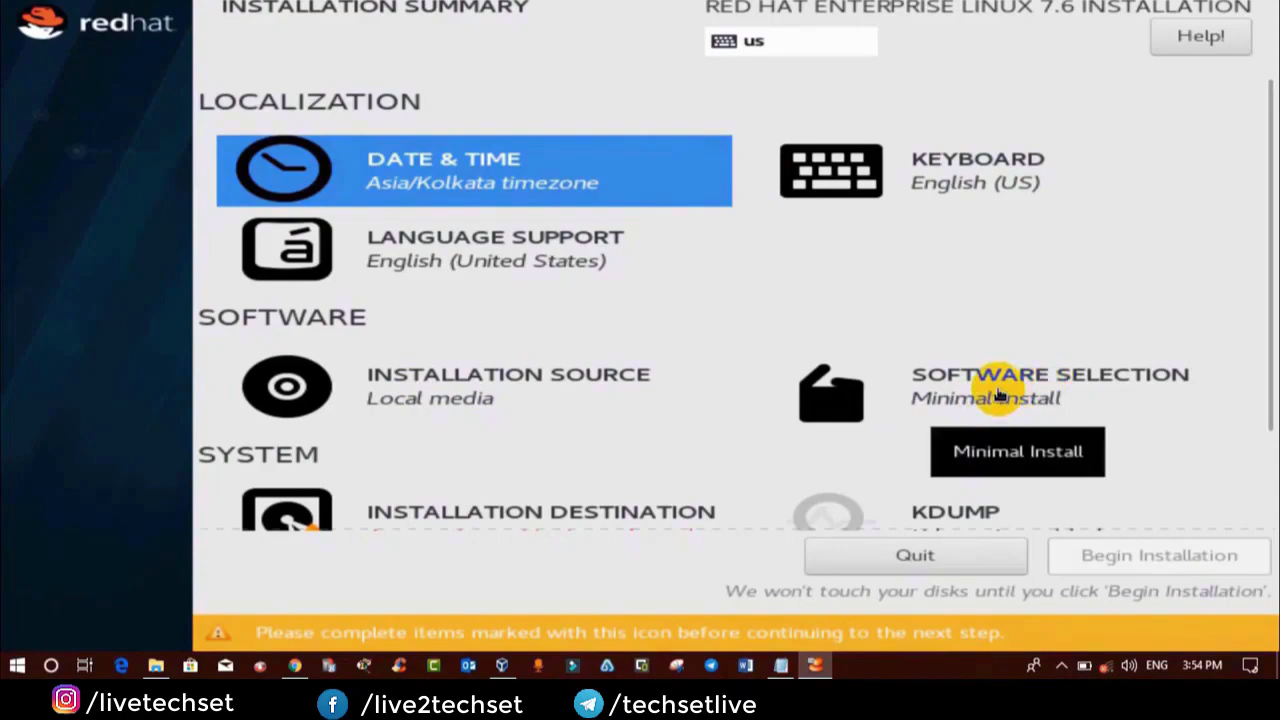 INSTALLATION SUMMARY
RED HAT ENTERPRISE LINUX 7.6 INSTALLATION
redhat.
us
Help!
LOCALIZATION
DATE & TIME
Asia/Kolkata timezone
KEYBOARD
English (US)
LANGUAGE SUPPORT
English (United States)
á
SOFTWARE
INSTALLATION SOURCE
Local media
SOFTWARE SELECTION
Minimal Install
Minimal Install
SYSTEM
INSTALLATION DESTINATION
KDUMP
Quit
Begin Installation
We won't touch your disks until you click 'Begin Installation'.
Please complete items marked with this icon before continuing to the next step.
ENG
3:54 PM
/livetechset
/live2techset
/techsetlive